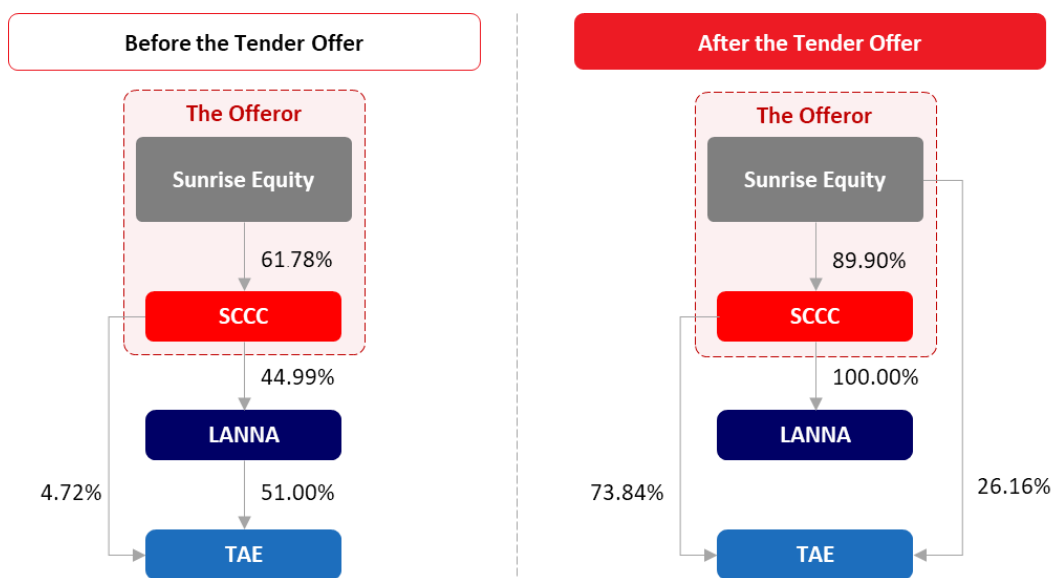 Before the Tender Offer
The Offeror
Sunrise Equity
61.78%
SCCC
44.99%
LANNA
4.72%
51.00%
TAE
After the Tender Offer
The Offeror
Sunrise Equity
89.90%
SCCC
100.00%
LANNA
73.84%
26.16%
TAE